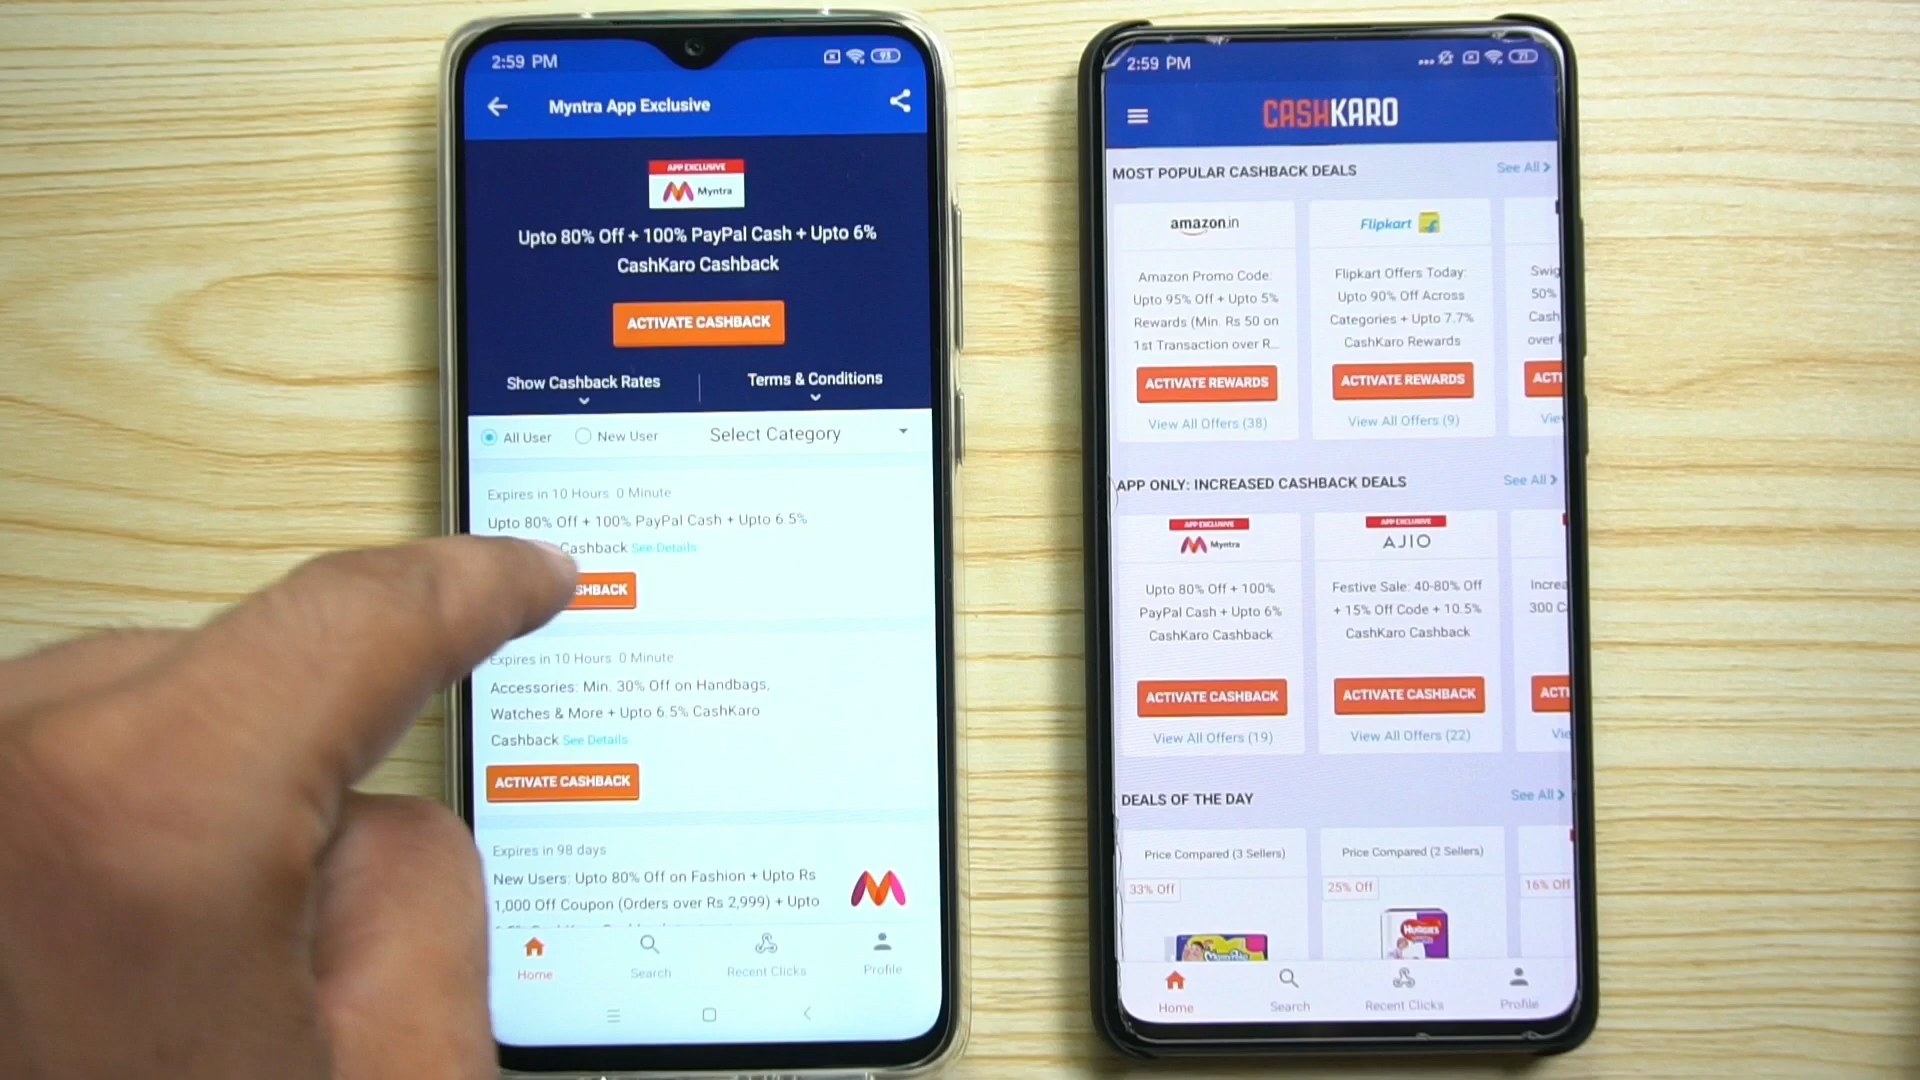 2:59 PM
93
Myntra App Exclusive
APP EXCLUSIVE
Myntra
Upto 80% Off + 100% PayPal Cash + Upto 6%
CashKaro Cashback
ACTIVATE CASHBACK
Show Cashback Rates
Terms & Conditions
All User
New User
Select Category
Expires in 10 Hours 0 Minute
Upto 80% Off + 100% PayPal Cash + Upto 6.5%
Cashback See Details
SHBACK
Expires in 10 Hours 0 Minute
Accessories: Min. 30% Off on Handbags,
Watches & More + Upto 6.5% CashKaro
Cashback See Details
ACTIVATE CASHBACK
Expires in 98 days
New Users: Upto 80% Off on Fashion + Upto Rs
1,000 Off Coupon (Orders over Rs 2,999) + Upto
Home
Search
Recent Clicks
Profile
2:59 PM
71
CASHKARO
MOST POPULAR CASHBACK DEALS
See All
amazon.in
Amazon Promo Code:
Upto 95% Off + Upto 5%
Rewards (Min. Rs 50 on
1st Transaction over R...
ACTIVATE REWARDS
View All Offers (38)
Flipkart
Flipkart Offers Today:
Upto 90% Off Across
Categories + Upto 7.7%
CashKaro Rewards
ACTIVATE REWARDS
View All Offers (9)
Swig
50%
Cash
over
ACTI
Vie
APP ONLY: INCREASED CASHBACK DEALS
See All
APP EXCLUSIVE
Myntra
Upto 80% Off + 100%
PayPal Cash + Upto 6%
CashKaro Cashback
ACTIVATE CASHBACK
View All Offers (19)
APP EXCLUSIVE
AJIO
Festive Sale: 40-80% Off
+ 15% Off Code + 10.5%
CashKaro Cashback
ACTIVATE CASHBACK
View All Offers (22)
Increa
300 C
ACTI
Vie
DEALS OF THE DAY
See All
Price Compared (3 Sellers)
33% Off
Price Compared (2 Sellers)
25% Off
HUGGIES
16% Off
Home
Search
Recent Clicks
Profile